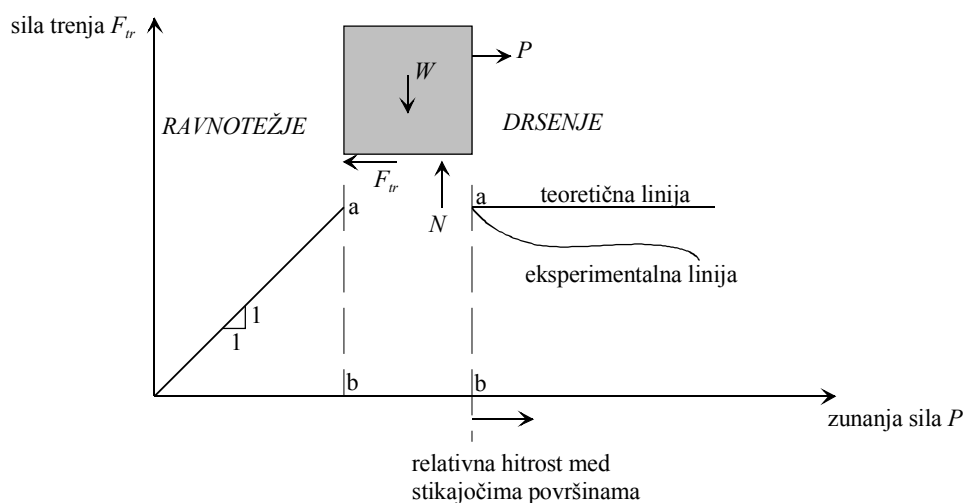 sila trenja F_tr
P
W
RAVNOTEŽJE
DRSENJE
F_tr
N
a
a
teoretična linija
eksperimentalna linija
1
1
b
b
zunanja sila P
relativna hitrost med
stikajočima površinama